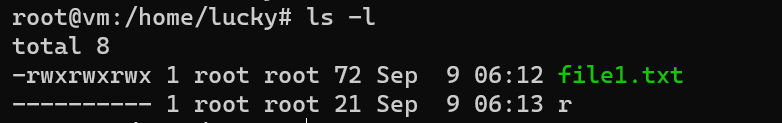 root@vm:/home/lucky# ls -l
total 8
-rwxrwxrwx 1 root root 72 Sep  9 06:12 file1.txt
---------- 1 root root 21 Sep  9 06:13 r